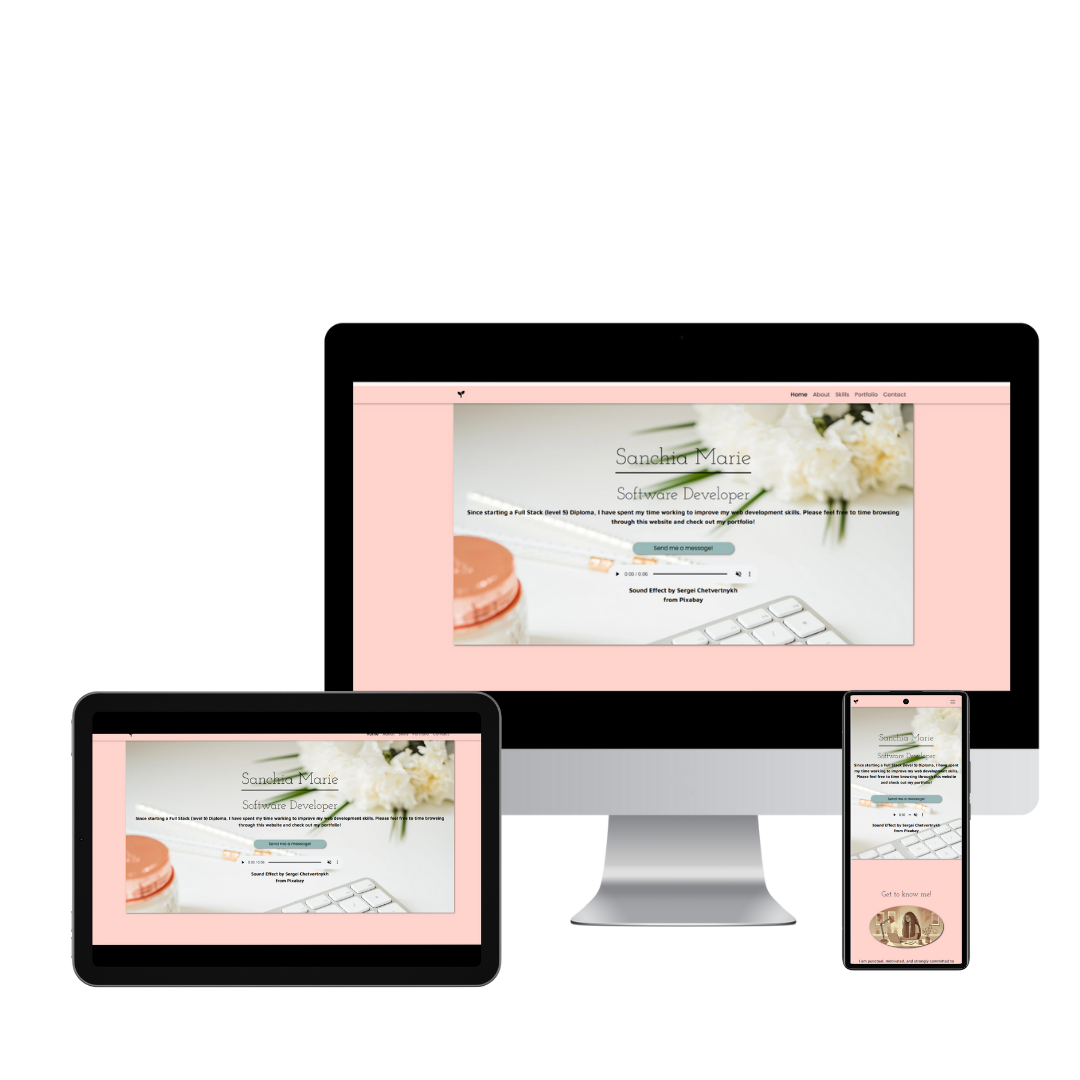 Home About Skills Portfolio Contact
Sanchia Marie
Software Developer
Since starting a Full Stack (level 5) Diploma, I have spent my time working to improve my web development skills. Please feel free to time browsing
through this website and check out my portfolio!
Send me a message!
0:00 / 0:06
Sound Effect by Sergei Chetvertnykh
from Pixabay
Home About Skills Portfolio Contact
Sanchia Marie
Software Developer
Since starting a Full Stack (level 5) Diploma, I have spent my time working to improve my web development skills. Please feel free to time browsing
through this website and check out my portfolio!
Send me a message!
0:00 / 0:06
Sound Effect by Sergei Chetvertnykh
from Pixabay
Sanchia Marie
Software Developer
Since starting a Full Stack (level 5) Diploma, I have spent
my time working to improve my web development skills.
Please feel free to time browsing through this website
and check out my portfolio!
Send me a message!
0:00
Sound Effect by Sergei Chetvertnykh
from Pixabay
Get to know me!
I am punctual, motivated, and strongly committed to